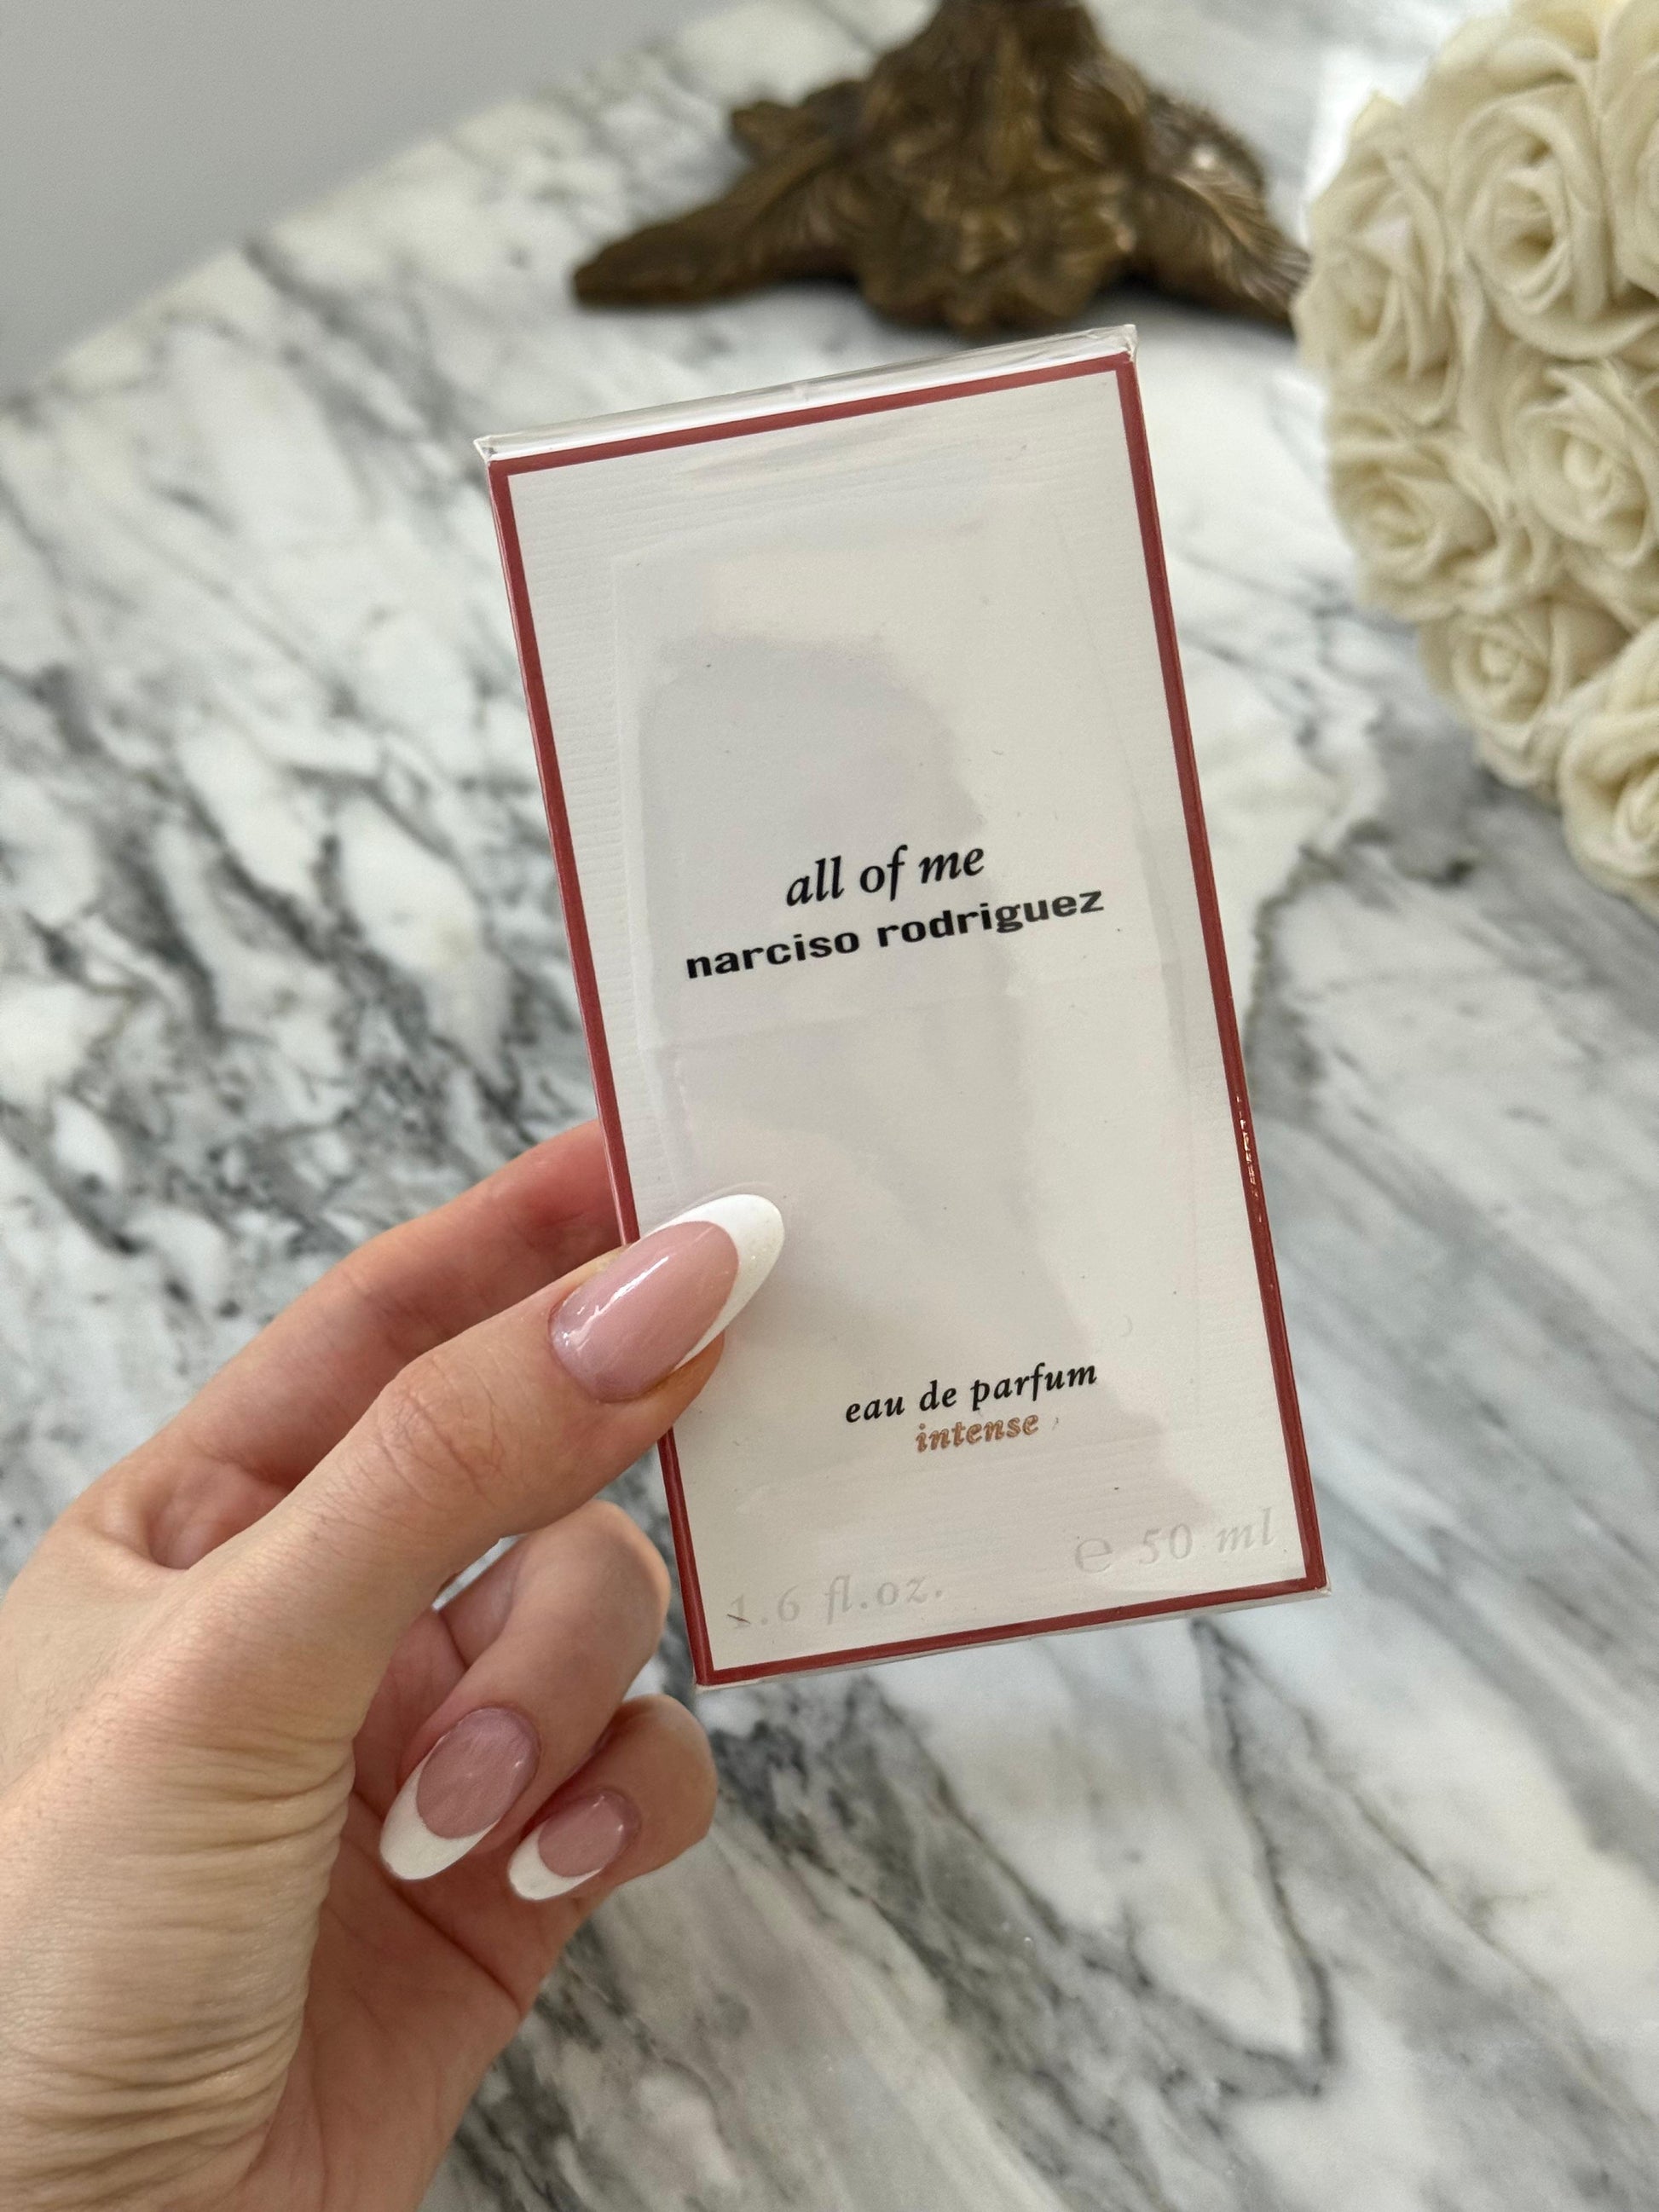 all of me
narciso rodriguez
eau de parfum
intense
1.6 fl.oz. ℮ 50 ml